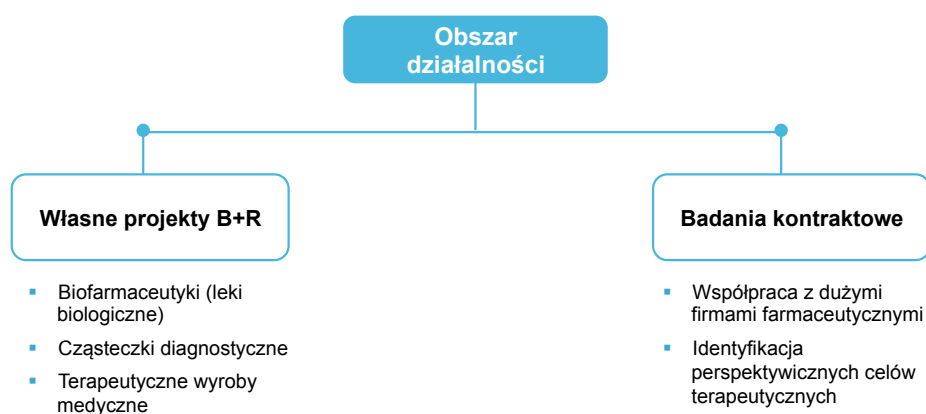 Obszar
działalności
Własne projekty B+R
Badania kontraktowe
▪ Biofarmaceutyki (leki
biologiczne)
▪ Cząsteczki diagnostyczne
▪ Terapeutyczne wyroby
medyczne
▪ Współpraca z dużymi
firmami farmaceutycznymi
▪ Identyfikacja
perspektywicznych celów
terapeutycznych